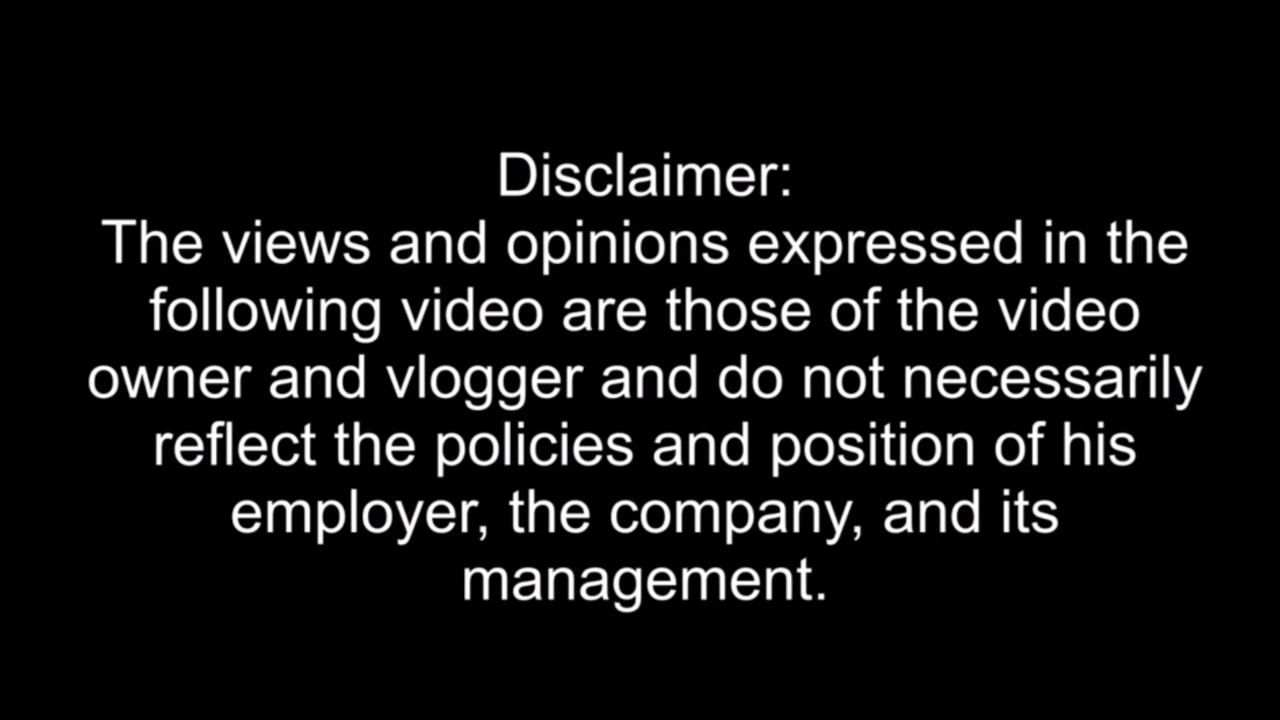 Disclaimer:
The views and opinions expressed in the
following video are those of the video
owner and vlogger and do not necessarily
reflect the policies and position of his
employer, the company, and its
management.